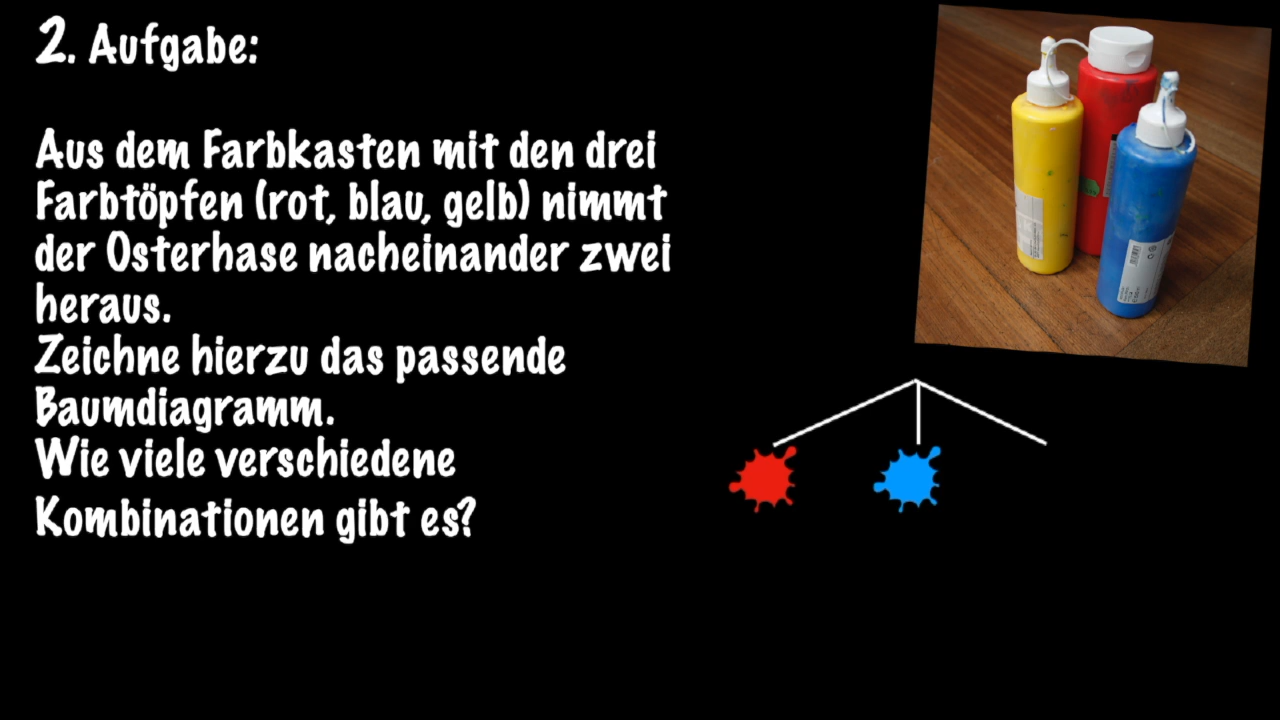 2. Aufgabe:
Aus dem Farbkasten mit den drei
Farbtöpfen (rot, blau, gelb) nimmt
der Osterhase nacheinander zwei
heraus.
Zeichne hierzu das passende
Baumdiagramm.
Wie viele verschiedene
Kombinationen gibt es?